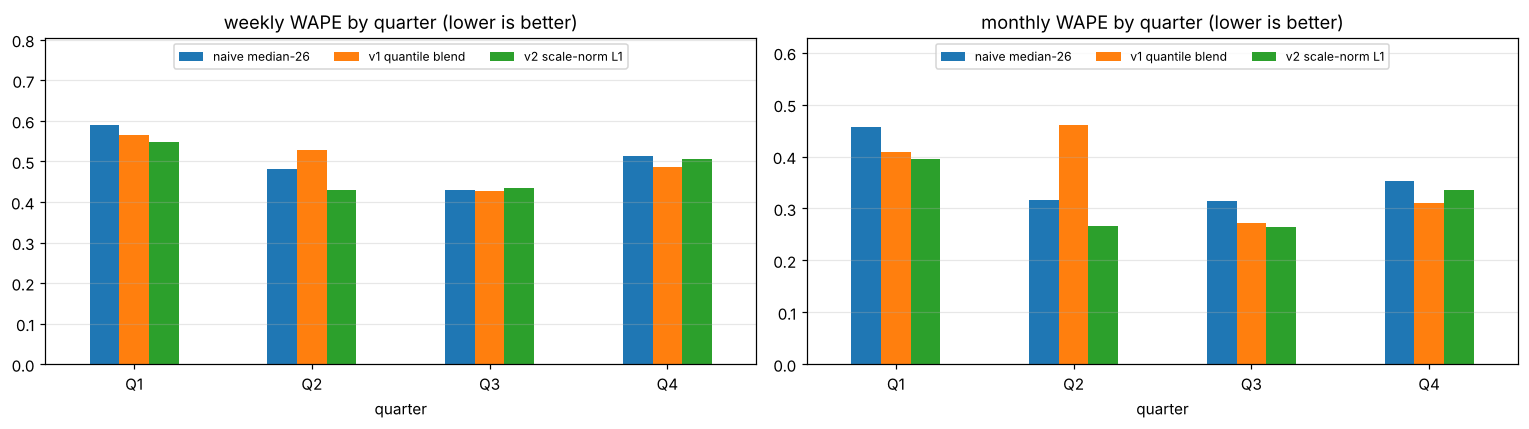 weekly WAPE by quarter (lower is better)
naive median-26 v1 quantile blend v2 scale-norm L1
0.8
0.7
0.6
0.5
0.4
0.3
0.2
0.1
0.0
Q1 Q2 Q3 Q4
quarter
monthly WAPE by quarter (lower is better)
naive median-26 v1 quantile blend v2 scale-norm L1
0.6
0.5
0.4
0.3
0.2
0.1
0.0
Q1 Q2 Q3 Q4
quarter